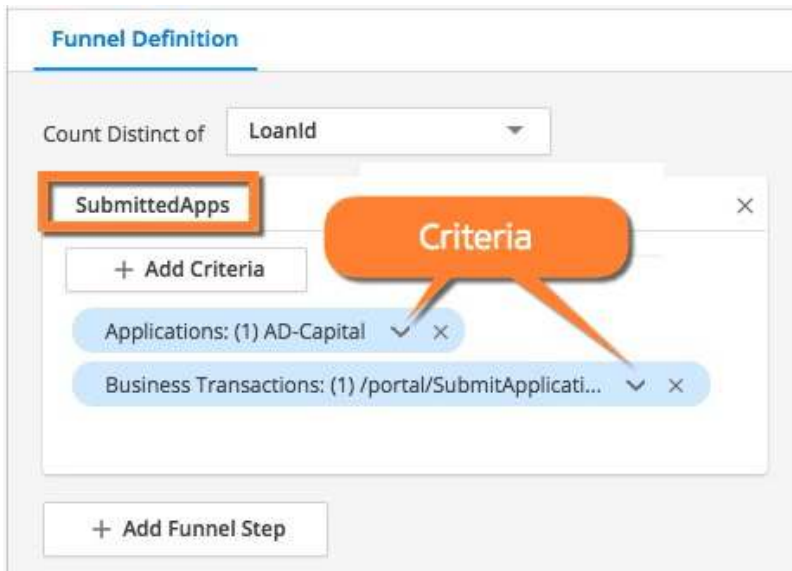 Funnel Definition
Count Distinct of LoanId
SubmittedApps
Criteria
+ Add Criteria
Applications: (1) AD-Capital
Business Transactions: (1) /portal/SubmitApplicati...
+ Add Funnel Step